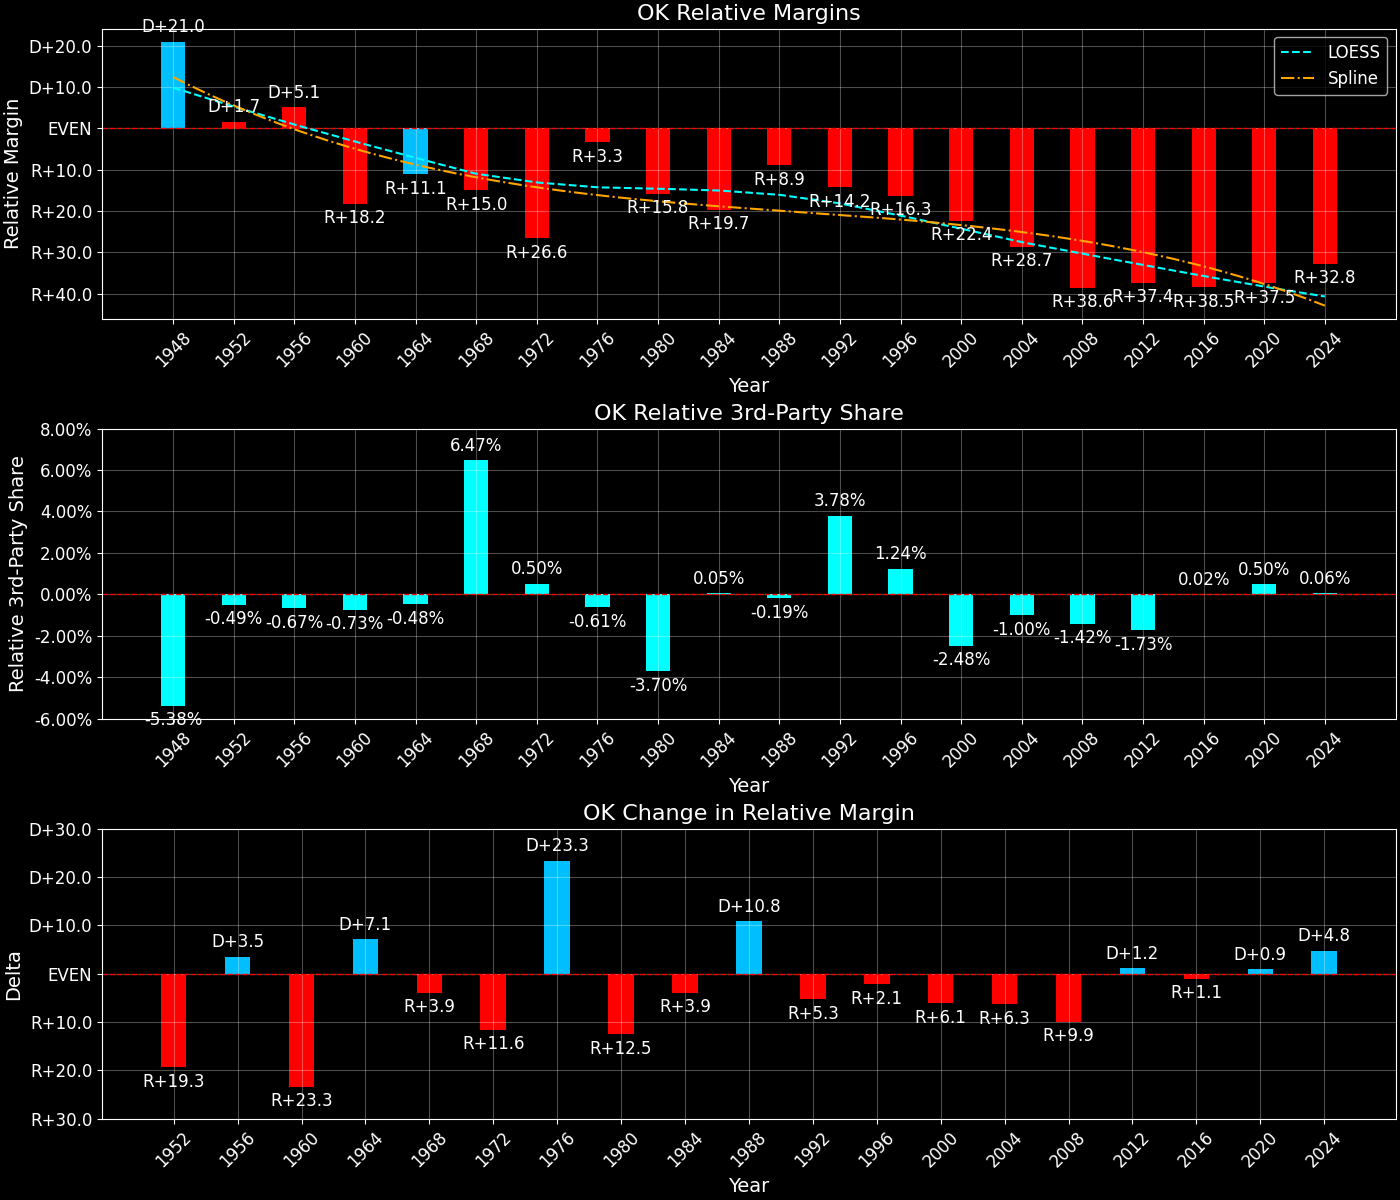 OK Relative Margins
Relative Margin
D+20.0
D+10.0
EVEN
R+10.0
R+20.0
R+30.0
R+40.0
LOESS
Spline
D+21.0
D+1.7
D+5.1
R+18.2
R+11.1
R+15.0
R+26.6
R+3.3
R+15.8
R+19.7
R+8.9
R+14.2
R+16.3
R+22.4
R+28.7
R+38.6
R+37.4
R+38.5
R+37.5
R+32.8
1948 1952 1956 1960 1964 1968 1972 1976 1980 1984 1988 1992 1996 2000 2004 2008 2012 2016 2020 2024
Year
OK Relative 3rd-Party Share
Relative 3rd-Party Share
8.00%
6.00%
4.00%
2.00%
0.00%
-2.00%
-4.00%
-6.00%
-5.38%
-0.49%
-0.67%
-0.73%
-0.48%
6.47%
0.50%
-0.61%
-3.70%
0.05%
-0.19%
3.78%
1.24%
-2.48%
-1.00%
-1.42%
-1.73%
0.02%
0.50%
0.06%
1948 1952 1956 1960 1964 1968 1972 1976 1980 1984 1988 1992 1996 2000 2004 2008 2012 2016 2020 2024
Year
OK Change in Relative Margin
Delta
D+30.0
D+20.0
D+10.0
EVEN
R+10.0
R+20.0
R+30.0
R+19.3
D+3.5
R+23.3
D+7.1
R+3.9
R+11.6
D+23.3
R+12.5
R+3.9
D+10.8
R+5.3
R+2.1
R+6.1
R+6.3
R+9.9
D+1.2
R+1.1
D+0.9
D+4.8
1952 1956 1960 1964 1968 1972 1976 1980 1984 1988 1992 1996 2000 2004 2008 2012 2016 2020 2024
Year